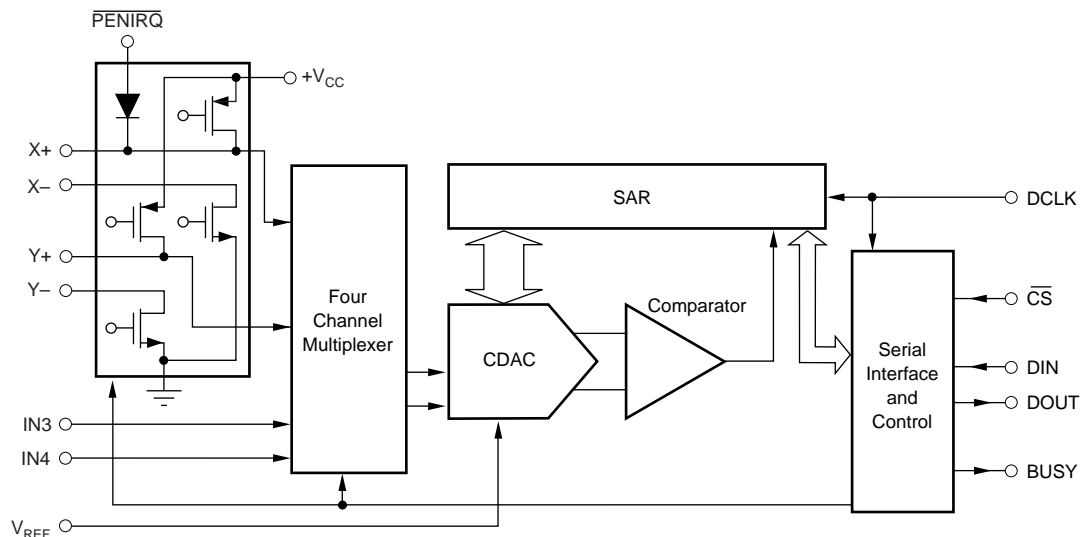 PENIRQ
+VCC
X+
X–
Y+
Y–
IN3
IN4
VREF
Four
Channel
Multiplexer
SAR
CDAC
Comparator
Serial
Interface
and
Control
DCLK
CS
DIN
DOUT
BUSY